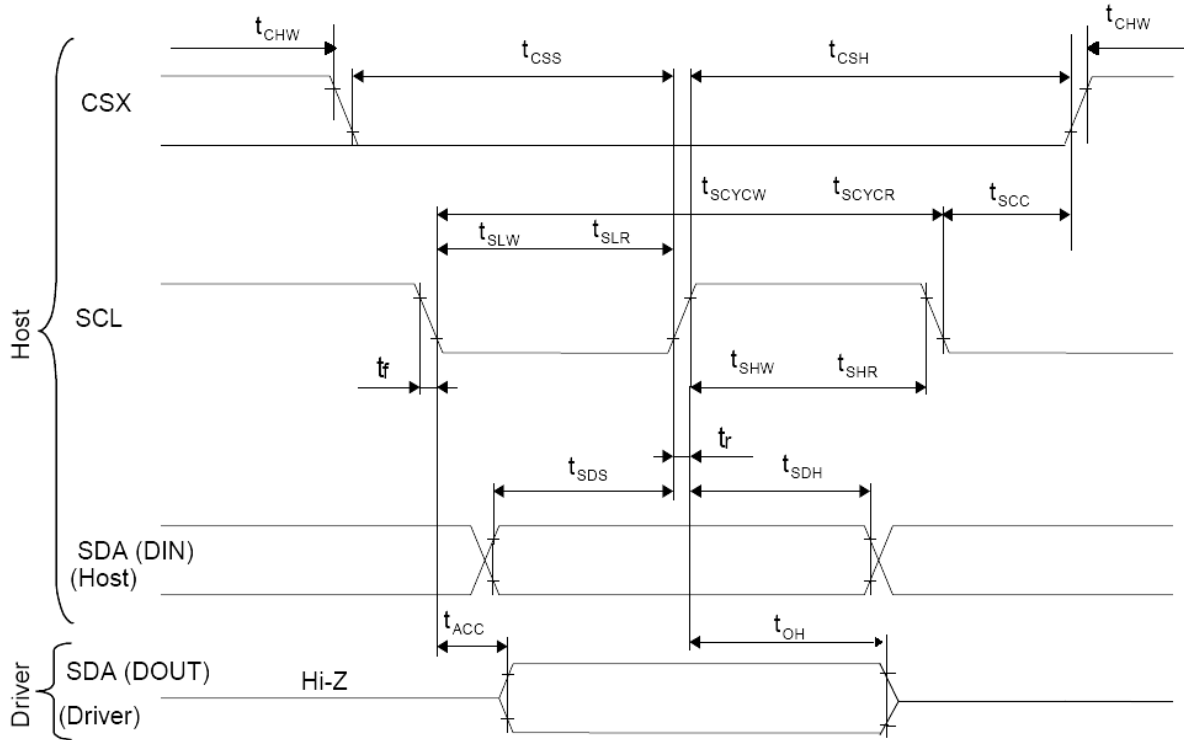 tCHW
tCHW
tCSS
tCSH
CSX
tSCYCW
tSCYCR
tSCC
tSLW
tSLR
Host
SCL
tf
tSHW
tSHR
tr
tSDS
tSDH
SDA (DIN)
(Host)
tACC
tOH
Driver
SDA (DOUT)
Hi-Z
(Driver)